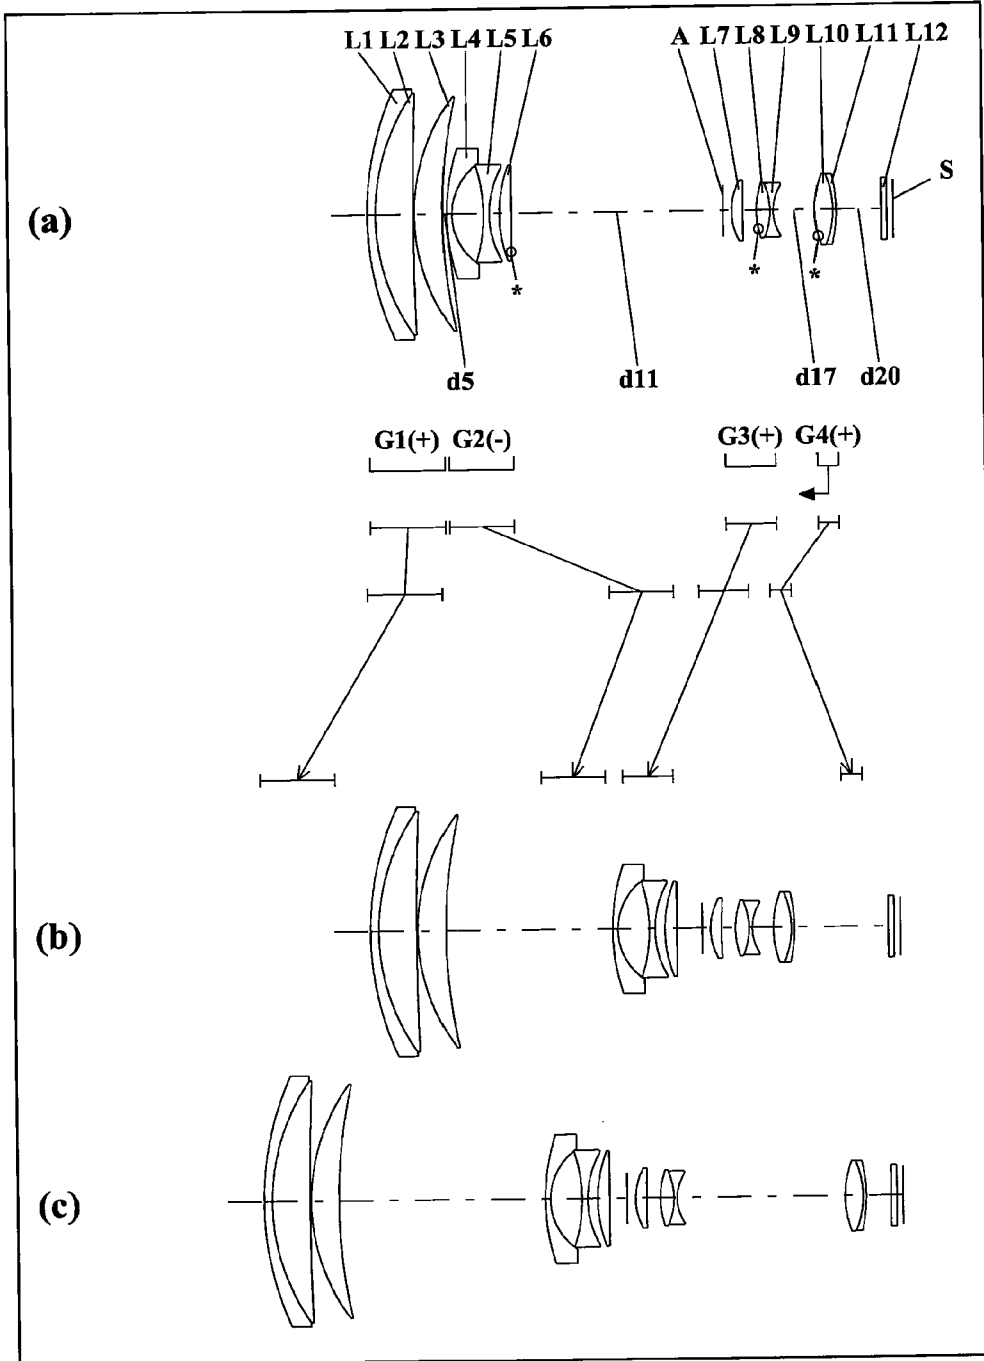 L1 L2 L3 L4 L5 L6 A L7 L8 L9 L10 L11 L12
S
(a)
* * *
d5 d11 d17 d20
G1(+) G2(-) G3(+) G4(+)
(b)
(c)